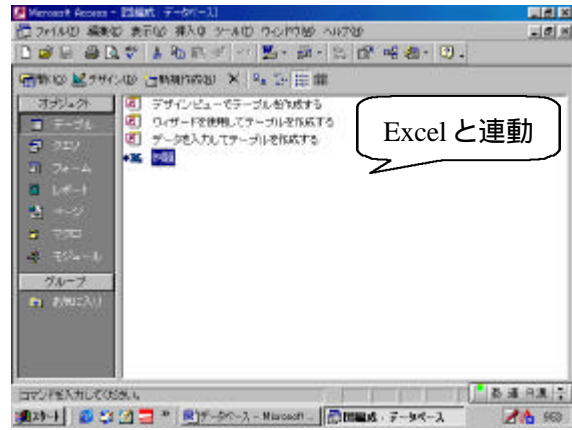 Microsoft Access - [図編成 : データベース]
ファイル(F) 編集(E) 表示(V) 挿入(I) ツール(T) ウィンドウ(W) ヘルプ(H)
開く(O) デザイン(D) 新規作成(N)
オブジェクト
テーブル
クエリ
フォーム
レポート
ページ
マクロ
モジュール
グループ
お気に入り
デザイン ビューでテーブルを作成する
ウィザードを使用してテーブルを作成する
データを入力してテーブルを作成する
Excel と連動
コマンドを入力してください。
スタート
データベース - Microsoft ...
図編成 : データベース